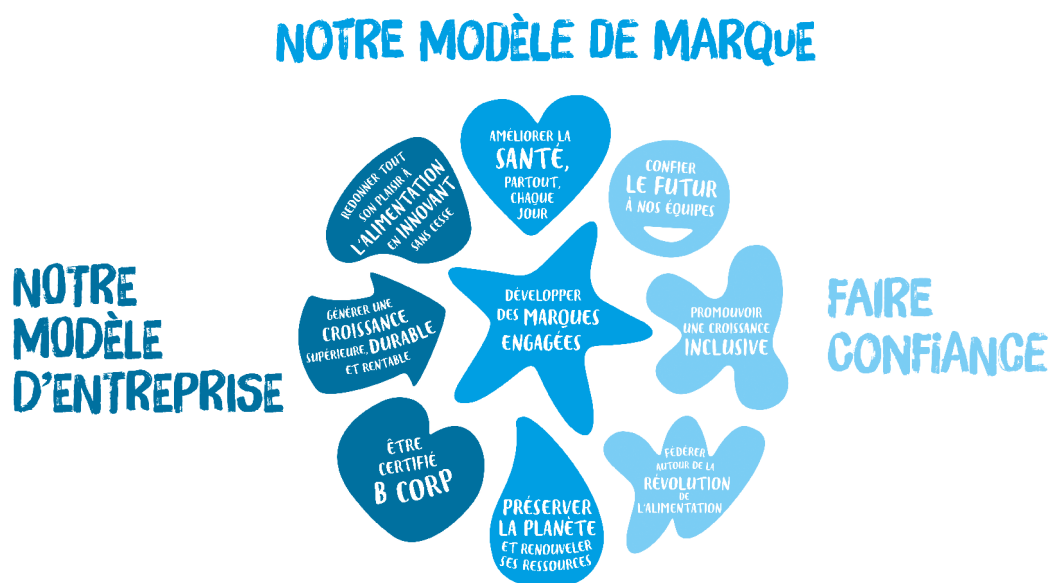 NOTRE MODÈLE DE MARQUE
AMÉLIORER LA
SANTÉ,
PARTOUT,
CHAQUE
JOUR
REDONNER TOUT
SON PLAISIR À
L'ALIMENTATION
EN INNOVANT
SANS CESSE
CONFIER
LE FUTUR
À NOS ÉQUIPES
NOTRE
MODÈLE
D'ENTREPRISE
GÉNÉRER UNE
CROISSANCE
SUPÉRIEURE, DURABLE
ET RENTABLE
DÉVELOPPER
DES MARQUES
ENGAGÉES
PROMOUVOIR
UNE CROISSANCE
INCLUSIVE
FAIRE
CONFIANCE
ÊTRE
CERTIFIÉ
B CORP
PRÉSERVER
LA PLANÈTE
ET RENOUVELER
SES RESSOURCES
FÉDÉRER
AUTOUR DE LA
RÉVOLUTION
DE
L'ALIMENTATION